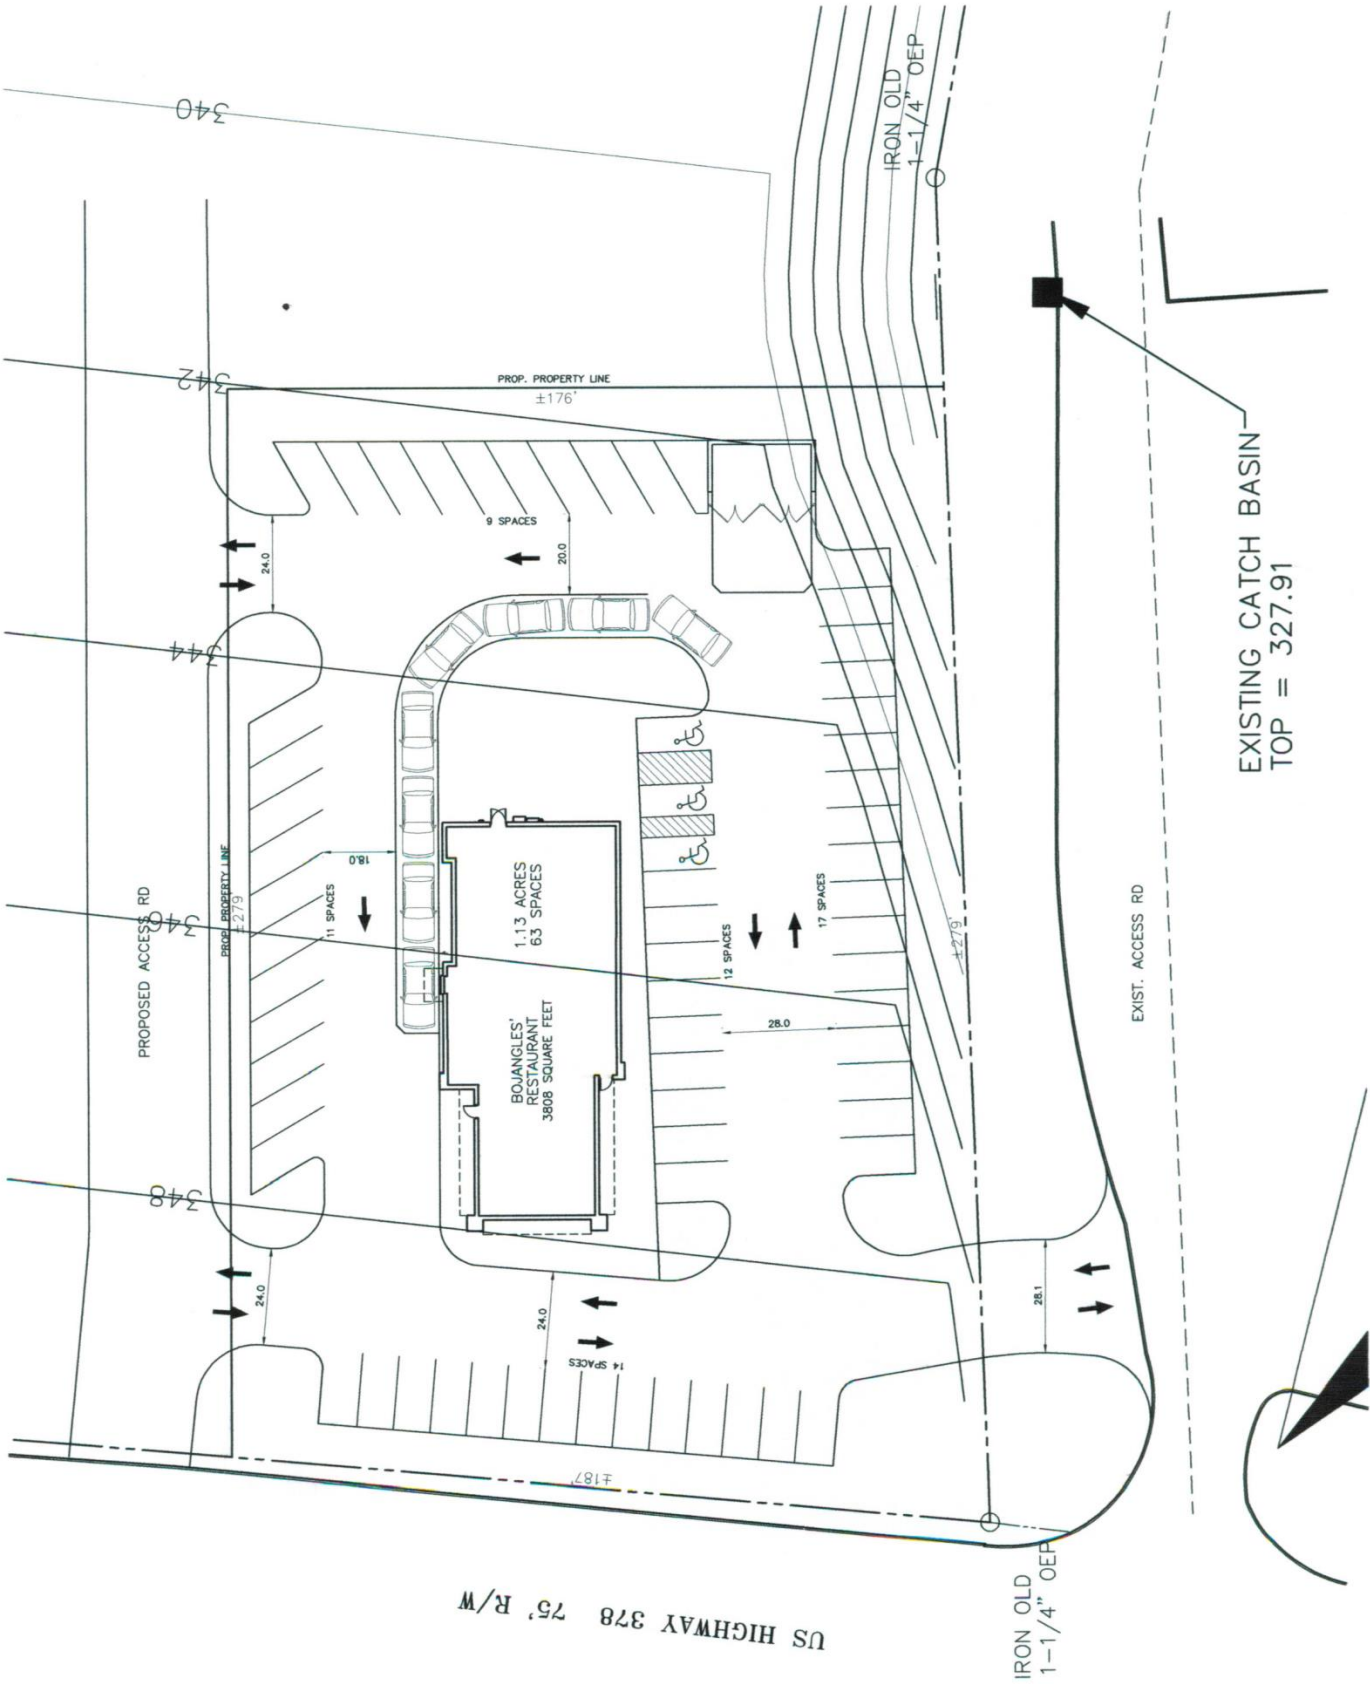 340
IRON OLD
1-1/4" OEP
342
PROP. PROPERTY LINE
±176'
9 SPACES
24.0
20.0
344
PROPOSED ACCESS RD
346
PROP. PROPERTY LINE
±279'
11 SPACES
18.0
1.13 ACRES
63 SPACES
BOJANGLES'
RESTAURANT
3808 SQUARE FEET
12 SPACES
17 SPACES
28.0
±279'
EXIST. ACCESS RD
EXISTING CATCH BASIN
TOP = 327.91
348
24.0
24.0
14 SPACES
28.1
±187'
US HIGHWAY 378 75' R/W
IRON OLD
1-1/4" OEP